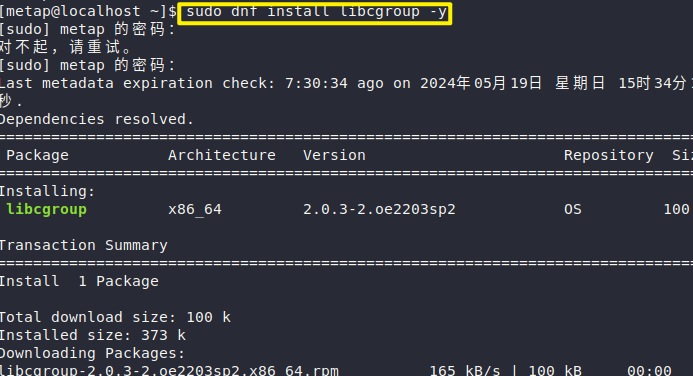 [metap@localhost ~]$ sudo dnf install libcgroup -y
[sudo] metap 的密码：
对不起，请重试。
[sudo] metap 的密码：
Last metadata expiration check: 7:30:34 ago on 2024年05月19日 星期日 15时34分
秒.
Dependencies resolved.
Package Architecture Version Repository Siz
Installing:
libcgroup x86_64 2.0.3-2.oe2203sp2 OS 100
Transaction Summary
Install 1 Package
Total download size: 100 k
Installed size: 373 k
Downloading Packages:
libcgroup-2.0.3-2.oe2203sp2.x86_64.rpm 165 kB/s | 100 kB 00:00